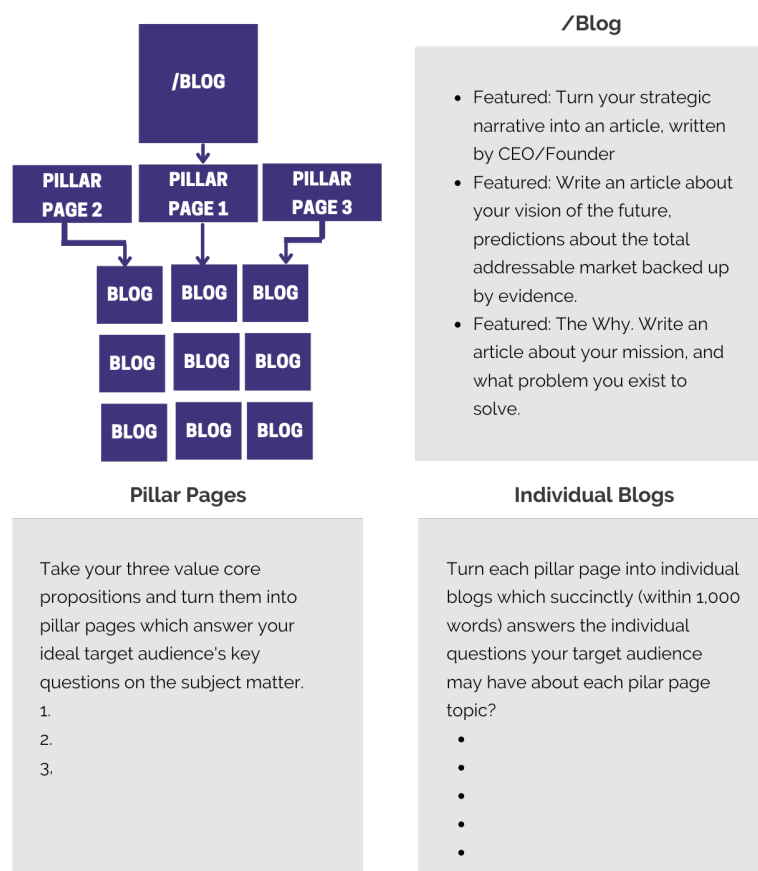 /BLOG
PILLAR
PAGE 2
PILLAR
PAGE 1
PILLAR
PAGE 3
BLOG
BLOG
BLOG
BLOG
BLOG
BLOG
BLOG
BLOG
BLOG
/Blog
• Featured: Turn your strategic
narrative into an article, written
by CEO/Founder
• Featured: Write an article about
your vision of the future,
predictions about the total
addressable market backed up
by evidence.
• Featured: The Why. Write an
article about your mission, and
what problem you exist to
solve.
Pillar Pages
Take your three value core
propositions and turn them into
pillar pages which answer your
ideal target audience's key
questions on the subject matter.
1.
2.
3,
Individual Blogs
Turn each pillar page into individual
blogs which succinctly (within 1,000
words) answers the individual
questions your target audience
may have about each pilar page
topic?
•
•
•
•
•